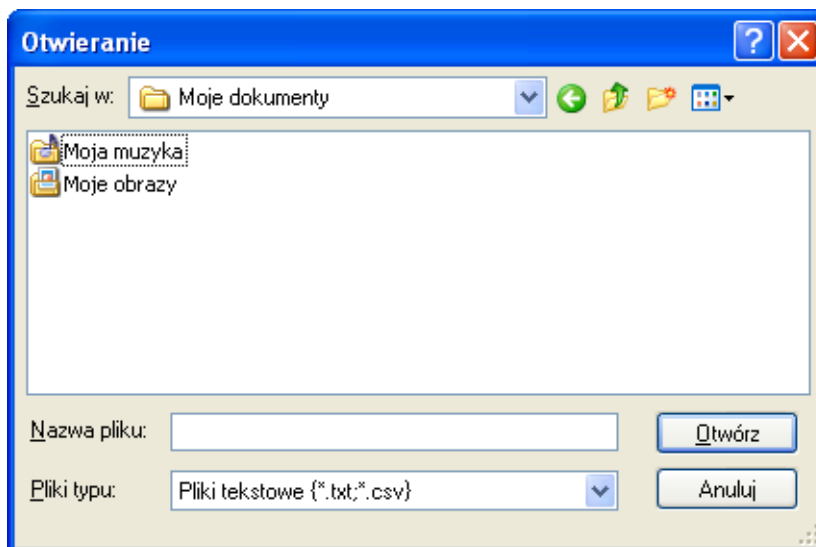 Otwieranie
Szukaj w: Moje dokumenty
Moja muzyka
Moje obrazy
Nazwa pliku: Otwórz
Pliki typu: Pliki tekstowe {*.txt;*.csv} Anuluj